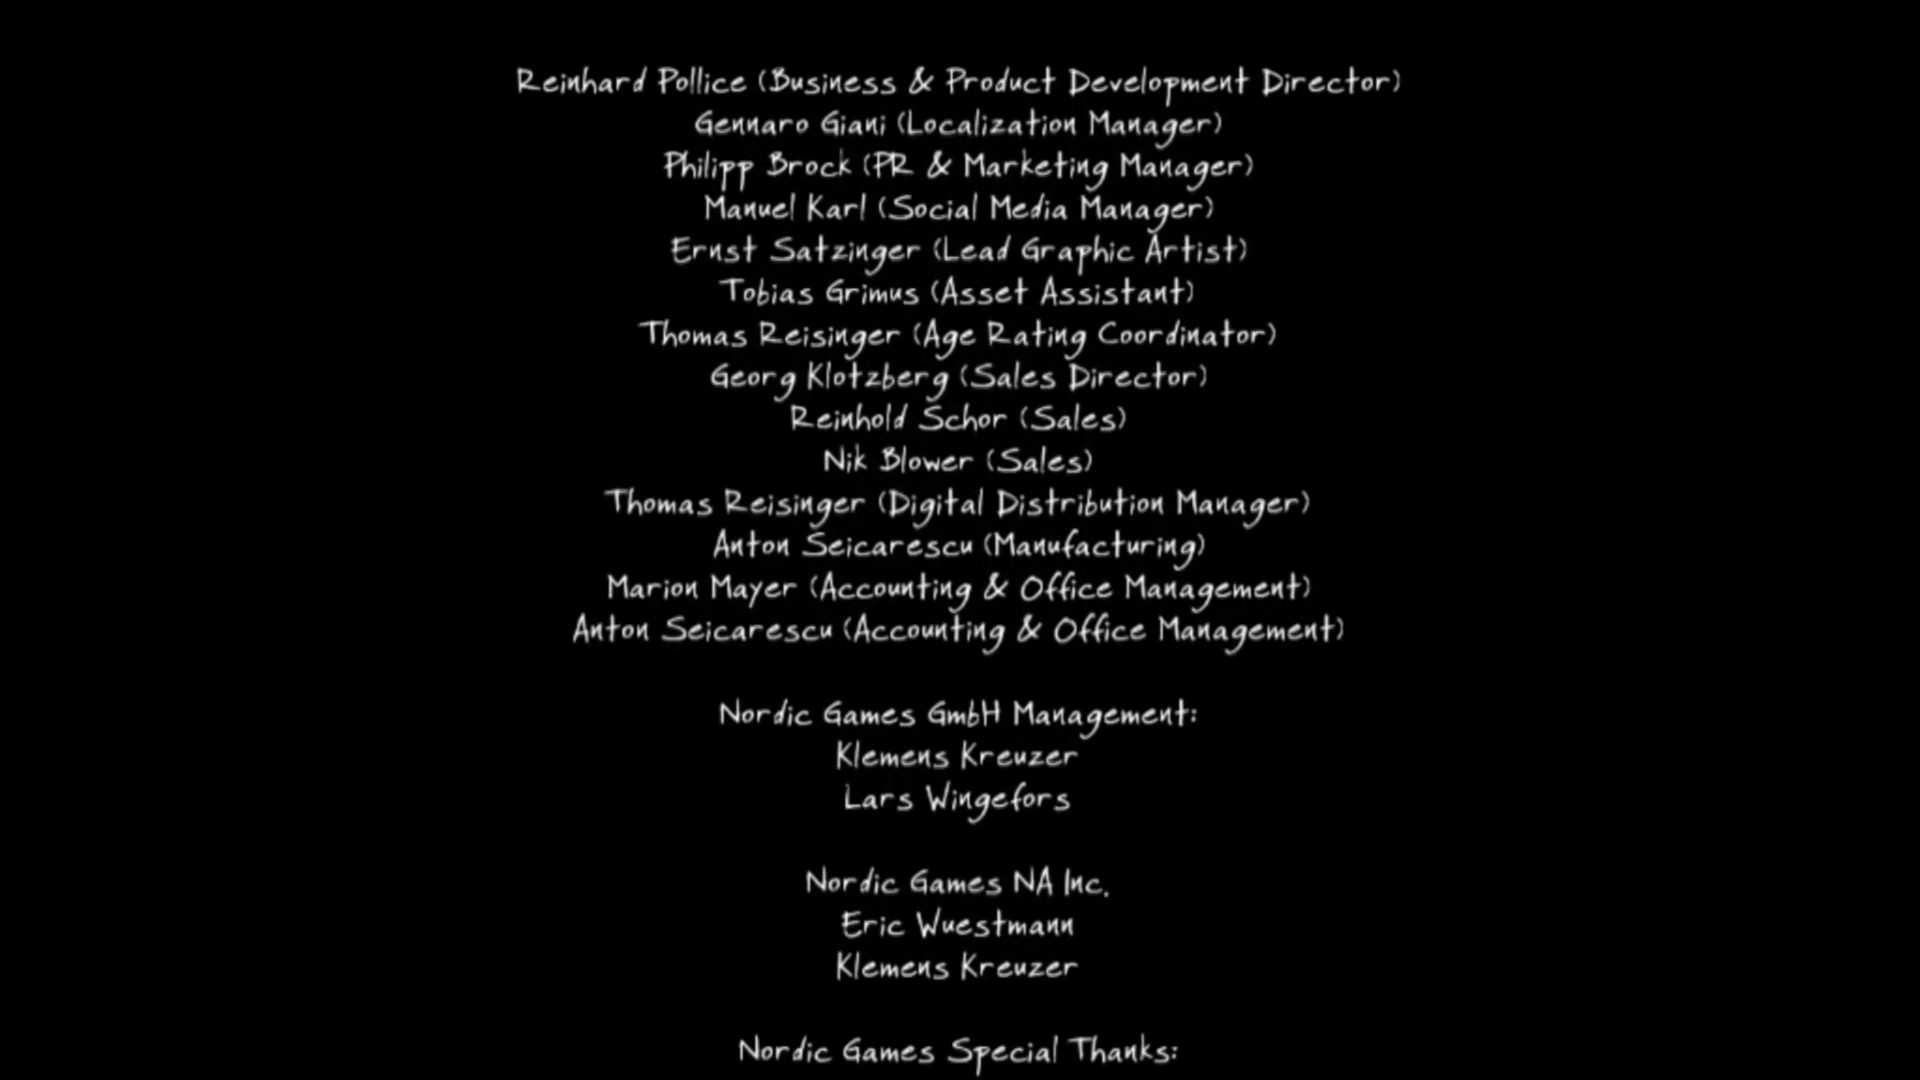 Reinhard Pollice (Business & Product Development Director)
Gennaro Giani (Localization Manager)
Philipp Brock (PR & Marketing Manager)
Manuel Karl (Social Media Manager)
Ernst Satzinger (Lead Graphic Artist)
Tobias Grimus (Asset Assistant)
Thomas Reisinger (Age Rating Coordinator)
Georg Klotzberg (Sales Director)
Reinhold Schor (Sales)
Nik Blower (Sales)
Thomas Reisinger (Digital Distribution Manager)
Anton Seicarescu (Manufacturing)
Marion Mayer (Accounting & Office Management)
Anton Seicarescu (Accounting & Office Management)
Nordic Games GmbH Management:
Klemens Kreuzer
Lars Wingefors
Nordic Games NA Inc.
Eric Wuestmann
Klemens Kreuzer
Nordic Games Special Thanks: